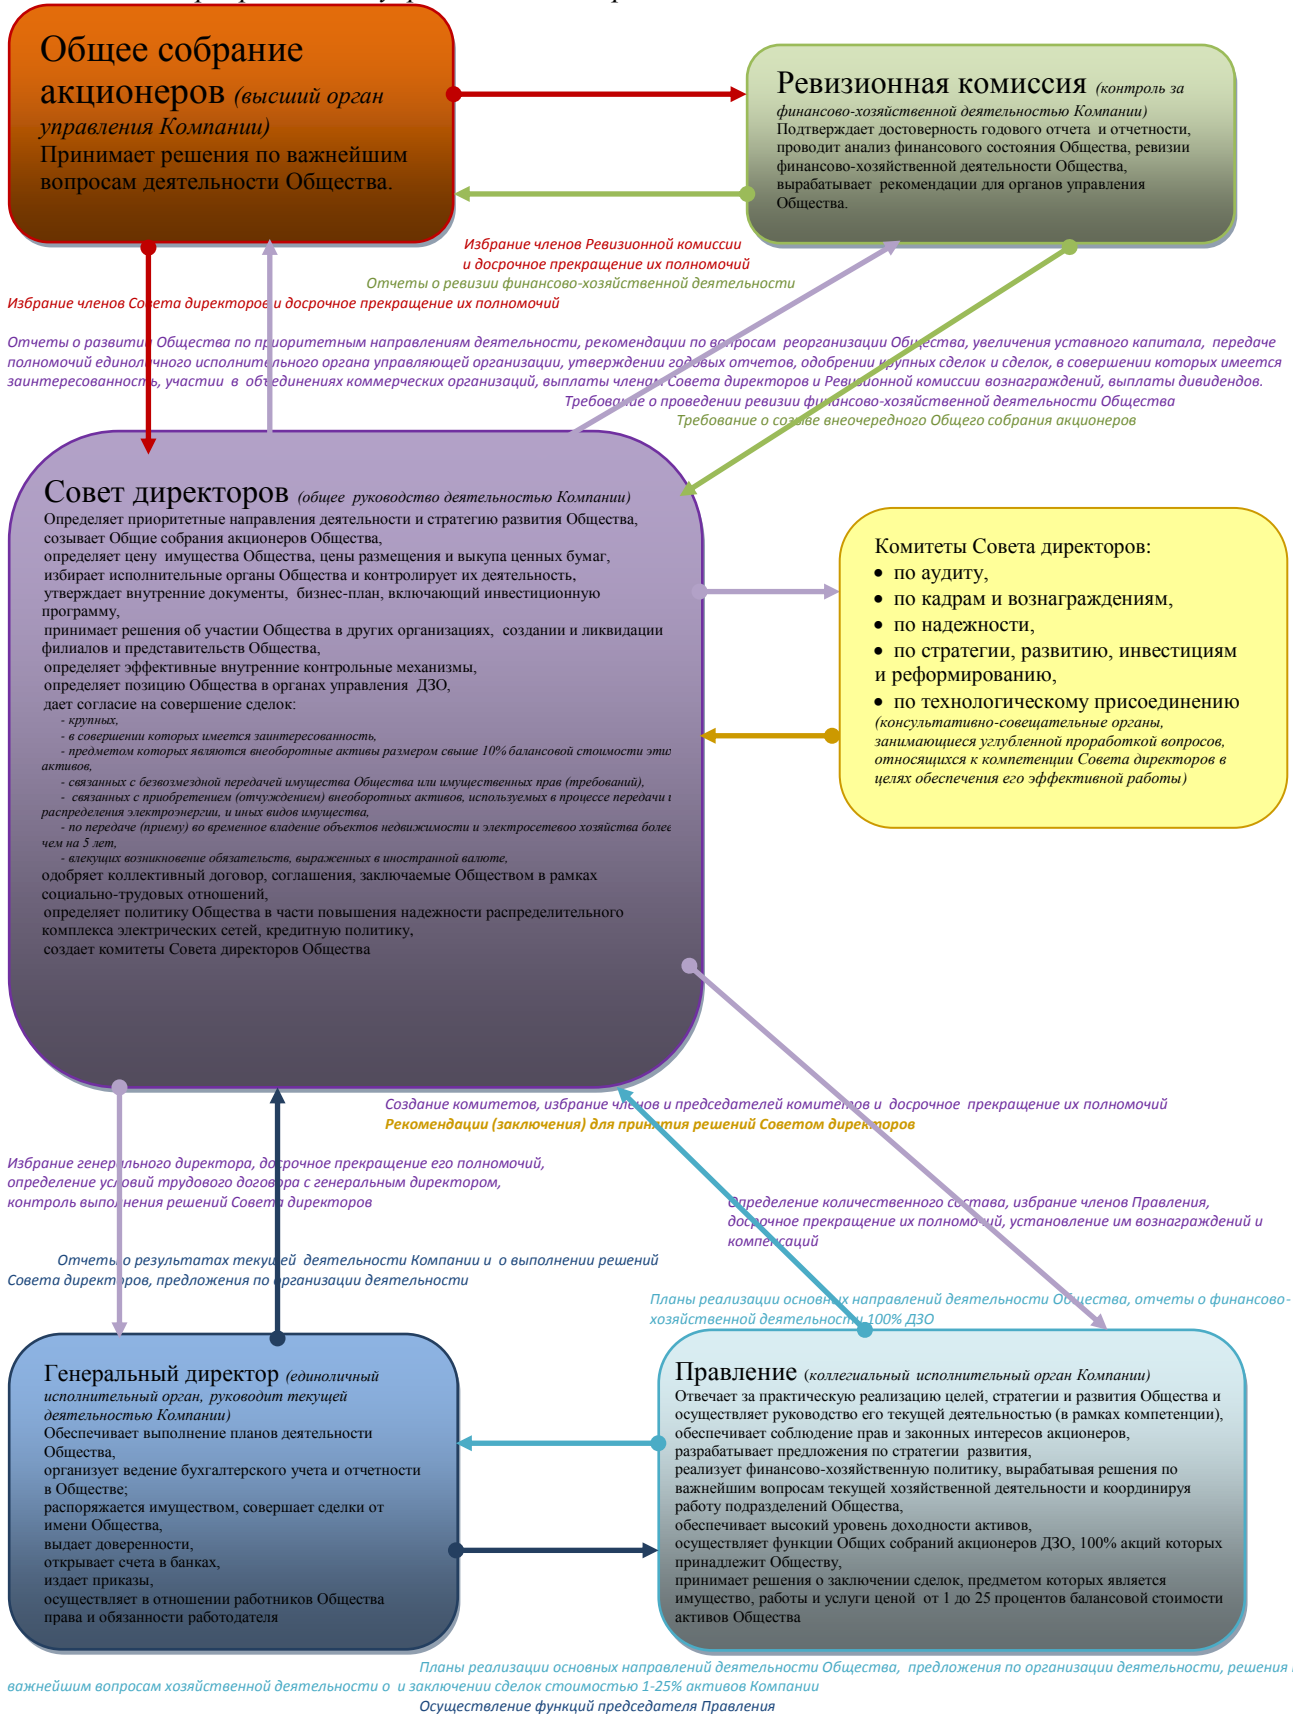 Общее собрание
акционеров (высший орган
управления Компании)
Принимает решения по важнейшим
вопросам деятельности Общества.
Ревизионная комиссия (контроль за
финансово-хозяйственной деятельностью Компании)
Подтверждает достоверность годового отчета и отчетности,
проводит анализ финансового состояния Общества, ревизии
финансово-хозяйственной деятельности Общества,
вырабатывает рекомендации для органов управления
Общества.
Избрание членов Ревизионной комиссии
и досрочное прекращение их полномочий
Отчеты о ревизии финансово-хозяйственной деятельности
Избрание членов Совета директоров и досрочное прекращение их полномочий
Отчеты о развитии Общества по приоритетным направлениям деятельности, рекомендации по вопросам реорганизации Общества, увеличения уставного капитала, передаче
полномочий единоличного исполнительного органа управляющей организации, утверждении годовых отчетов, одобрении крупных сделок и сделок, в совершении которых имеется
заинтересованность, участии в объединениях коммерческих организаций, выплаты членам Совета директоров и Ревизионной комиссии вознаграждений, выплаты дивидендов.
Требование о проведении ревизии финансово-хозяйственной деятельности Общества
Требование о созыве внеочередного Общего собрания акционеров
Совет директоров (общее руководство деятельностью Компании)
Определяет приоритетные направления деятельности и стратегию развития Общества,
созывает Общие собрания акционеров Общества,
определяет цену имущества Общества, цены размещения и выкупа ценных бумаг,
избирает исполнительные органы Общества и контролирует их деятельность,
утверждает внутренние документы, бизнес-план, включающий инвестиционную
программу,
принимает решения об участии Общества в других организациях, создании и ликвидации
филиалов и представительств Общества,
определяет эффективные внутренние контрольные механизмы,
определяет позицию Общества в органах управления ДЗО,
дает согласие на совершение сделок:
- крупных,
- в совершении которых имеется заинтересованность,
- предметом которых являются внеоборотные активы размером свыше 10% балансовой стоимости этих
активов,
- связанных с безвозмездной передачей имущества Общества или имущественных прав (требований),
- связанных с приобретением (отчуждением) внеоборотных активов, используемых в процессе передачи и
распределения электроэнергии, и иных видов имущества,
- по передаче (приему) во временное владение объектов недвижимости и электросетевоо хозяйства более
чем на 5 лет,
- влекущих возникновение обязательств, выраженных в иностранной валюте,
одобряет коллективный договор, соглашения, заключаемые Обществом в рамках
социально-трудовых отношений,
определяет политику Общества в части повышения надежности распределительного
комплекса электрических сетей, кредитную политику,
создает комитеты Совета директоров Общества
Комитеты Совета директоров:
• по аудиту,
• по кадрам и вознаграждениям,
• по надежности,
• по стратегии, развитию, инвестициям
и реформированию,
• по технологическому присоединению
(консультативно-совещательные органы,
занимающиеся углубленной проработкой вопросов,
относящихся к компетенции Совета директоров в
целях обеспечения его эффективной работы)
Создание комитетов, избрание членов и председателей комитетов и досрочное прекращение их полномочий
Рекомендации (заключения) для принятия решений Советом директоров
Избрание генерального директора, досрочное прекращение его полномочий,
определение условий трудового договора с генеральным директором,
контроль выполнения решений Совета директоров
Определение количественного состава, избрание членов Правления,
досрочное прекращение их полномочий, установление им вознаграждений и
компенсаций
Отчеты о результатах текущей деятельности Компании и о выполнении решений
Совета директоров, предложения по организации деятельности
Планы реализации основных направлений деятельности Общества, отчеты о финансово-
хозяйственной деятельности 100% ДЗО
Генеральный директор (единоличный
исполнительный орган, руководит текущей
деятельностью Компании)
Обеспечивает выполнение планов деятельности
Общества,
организует ведение бухгалтерского учета и отчетности
в Обществе;
распоряжается имуществом, совершает сделки от
имени Общества,
выдает доверенности,
открывает счета в банках,
издает приказы,
осуществляет в отношении работников Общества
права и обязанности работодателя
Правление (коллегиальный исполнительный орган Компании)
Отвечает за практическую реализацию целей, стратегии и развития Общества и
осуществляет руководство его текущей деятельностью (в рамках компетенции),
обеспечивает соблюдение прав и законных интересов акционеров,
разрабатывает предложения по стратегии развития,
реализует финансово-хозяйственную политику, вырабатывая решения по
важнейшим вопросам текущей хозяйственной деятельности и координируя
работу подразделений Общества,
обеспечивает высокий уровень доходности активов,
осуществляет функции Общих собраний акционеров ДЗО, 100% акций которых
принадлежит Обществу,
принимает решения о заключении сделок, предметом которых является
имущество, работы и услуги ценой от 1 до 25 процентов балансовой стоимости
активов Общества
Планы реализации основных направлений деятельности Общества, предложения по организации деятельности, решения
важнейшим вопросам хозяйственной деятельности о и заключении сделок стоимостью 1-25% активов Компании
Осуществление функций председателя Правления